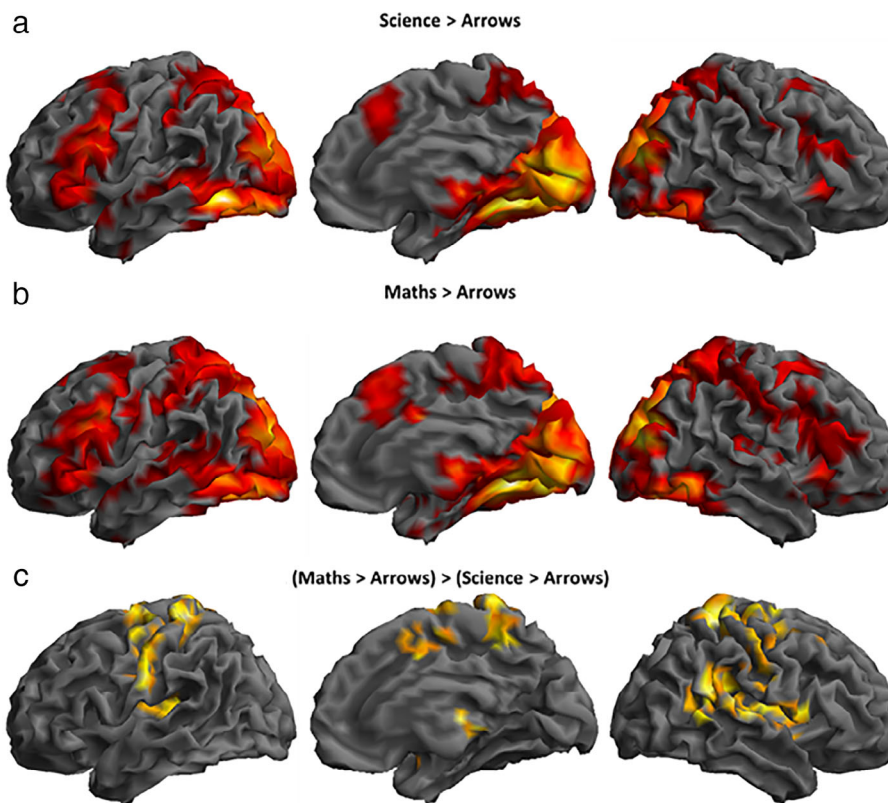 a
Science > Arrows
b
Maths > Arrows
c
(Maths > Arrows) > (Science > Arrows)